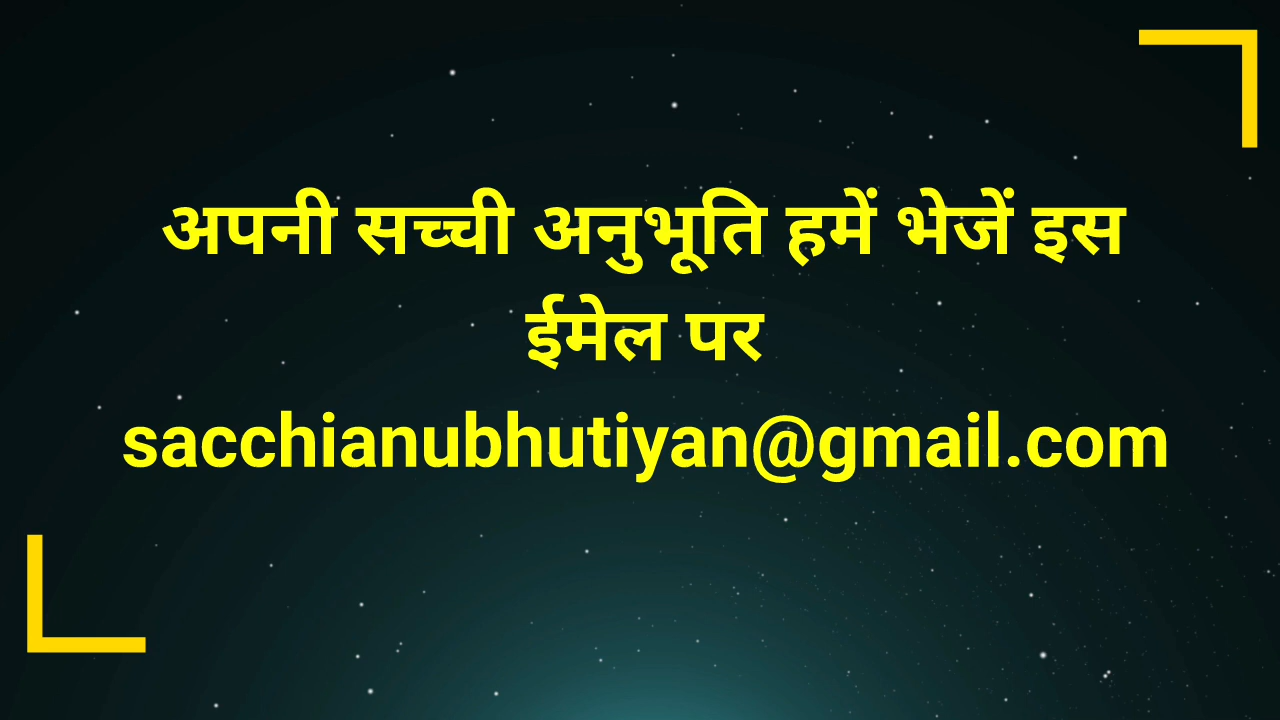 अपनी सच्ची अनुभूति हमें भेजें इस
ईमेल पर
sacchianubhutiyan@gmail.com